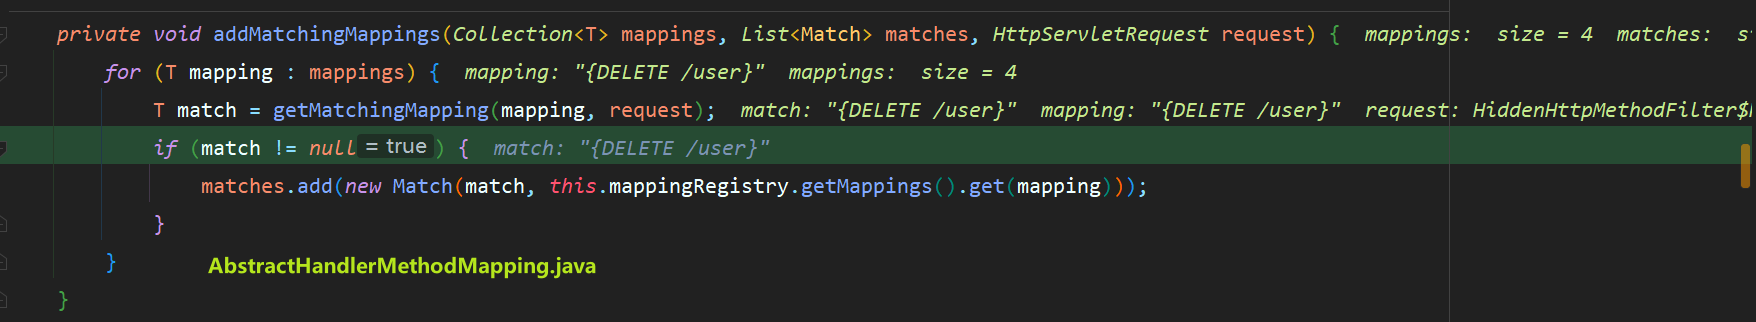 private void addMatchingMappings(Collection<T> mappings, List<Match> matches, HttpServletRequest request) { mappings: size = 4 matches: s
for (T mapping : mappings) { mapping: "{DELETE /user}" mappings: size = 4
T match = getMatchingMapping(mapping, request); match: "{DELETE /user}" mapping: "{DELETE /user}" request: HiddenHttpMethodFilter$
if (match != null = true ) { match: "{DELETE /user}"
matches.add(new Match(match, this.mappingRegistry.getMappings().get(mapping)));
}
} AbstractHandlerMethodMapping.java
}